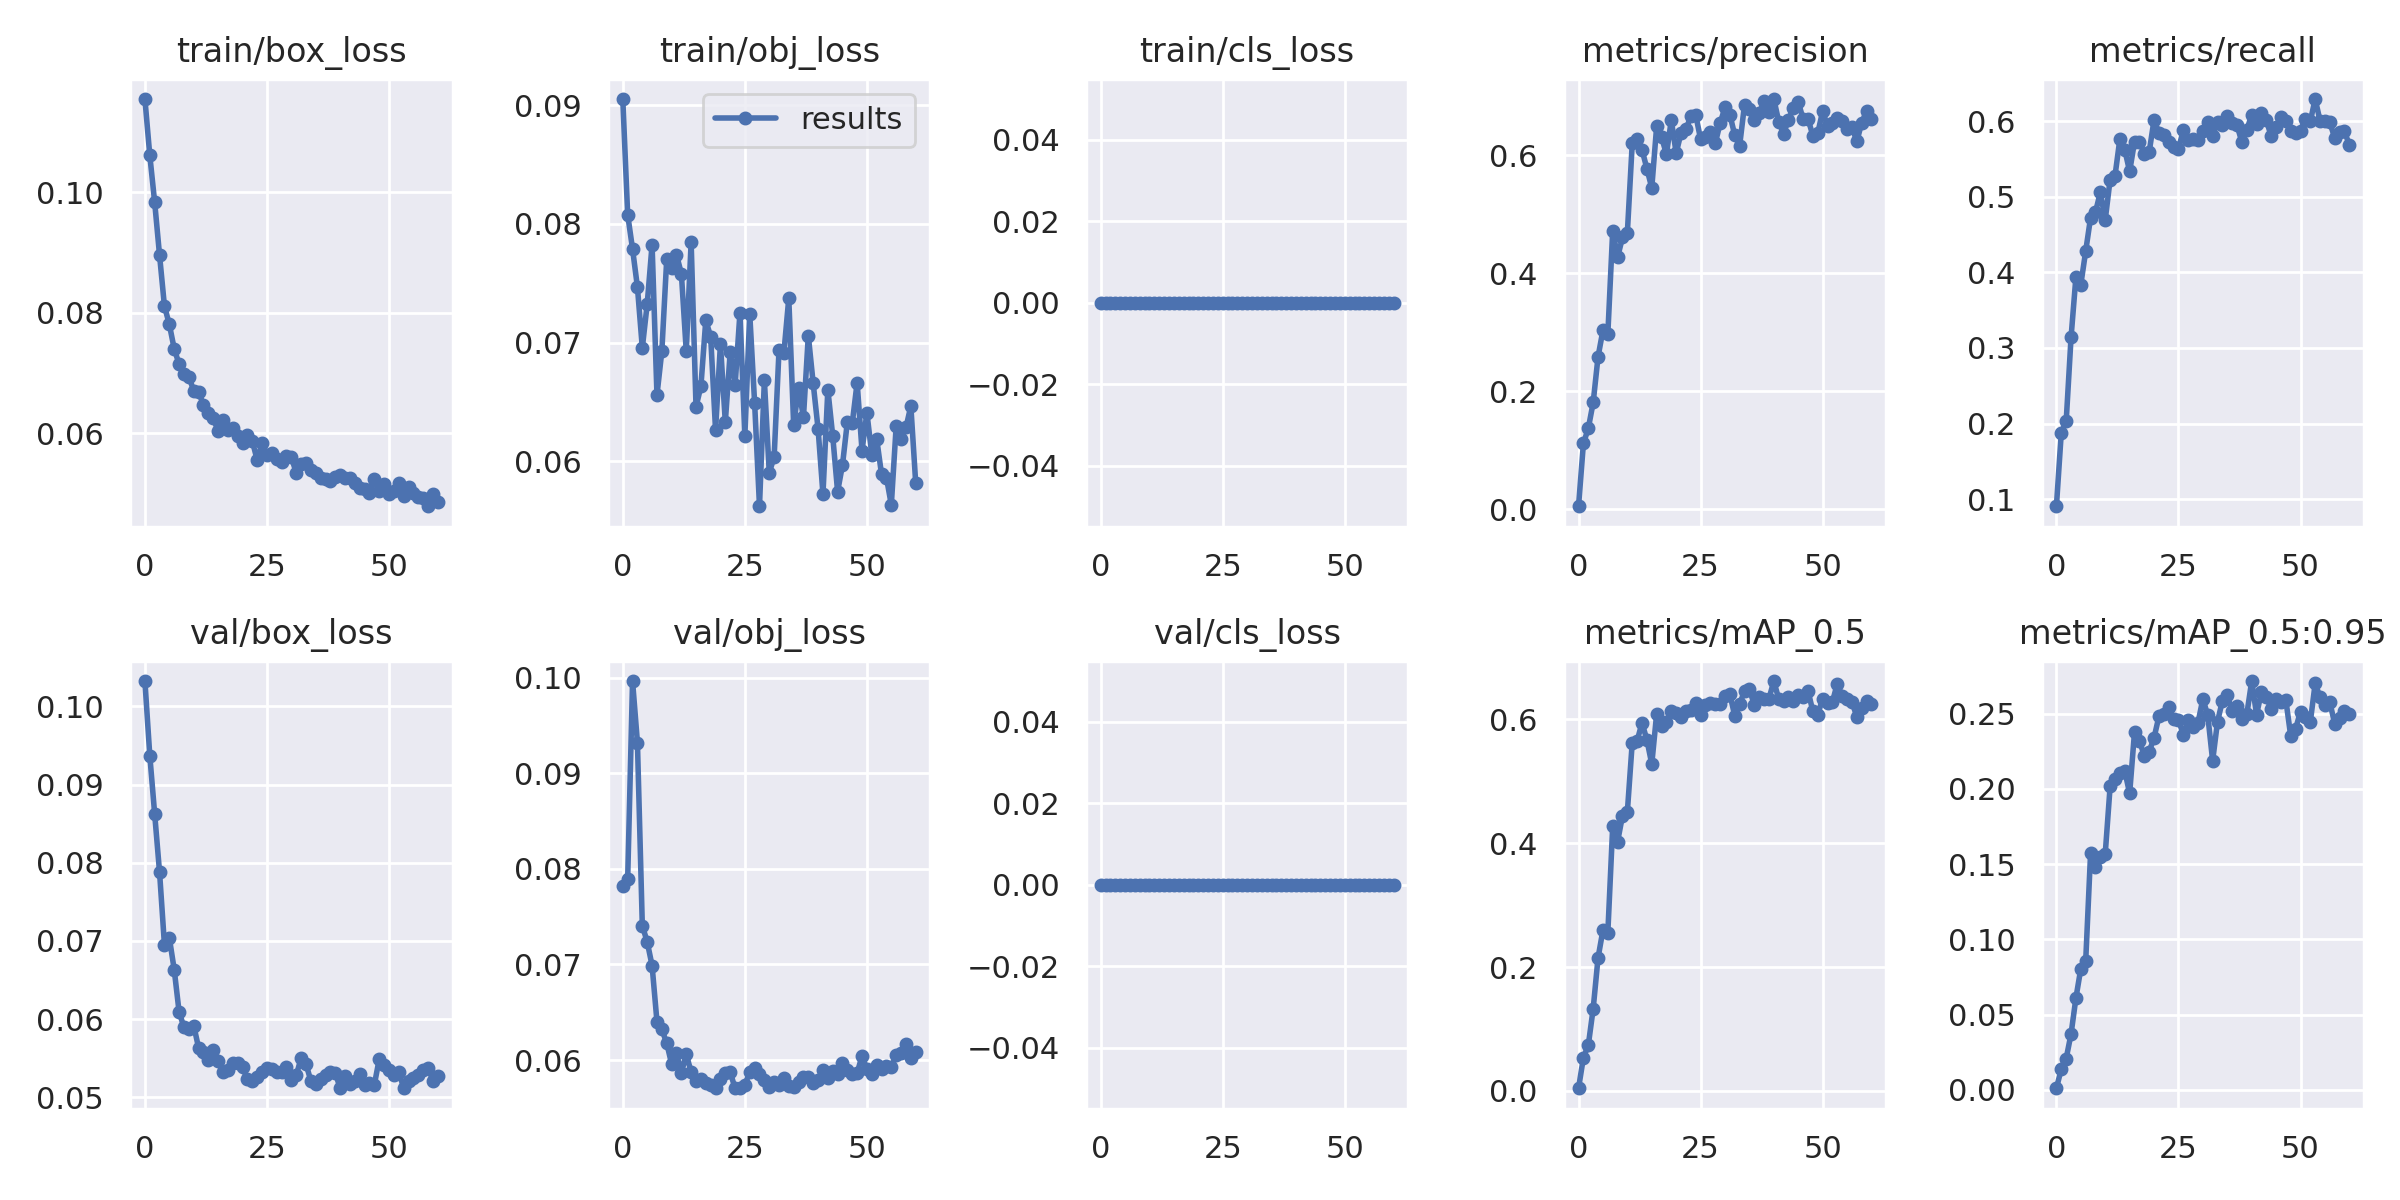 train/box_loss
train/obj_loss
train/cls_loss
metrics/precision
metrics/recall
0.10
0.08
0.06
0 25 50
results
0.09
0.08
0.07
0.06
0 25 50
0.04
0.02
0.00
−0.02
−0.04
0 25 50
0.6
0.4
0.2
0.0
0 25 50
0.6
0.5
0.4
0.3
0.2
0.1
0 25 50
val/box_loss
val/obj_loss
val/cls_loss
metrics/mAP_0.5
metrics/mAP_0.5:0.95
0.10
0.09
0.08
0.07
0.06
0.05
0 25 50
0.10
0.09
0.08
0.07
0.06
0 25 50
0.04
0.02
0.00
−0.02
−0.04
0 25 50
0.6
0.4
0.2
0.0
0 25 50
0.25
0.20
0.15
0.10
0.05
0.00
0 25 50